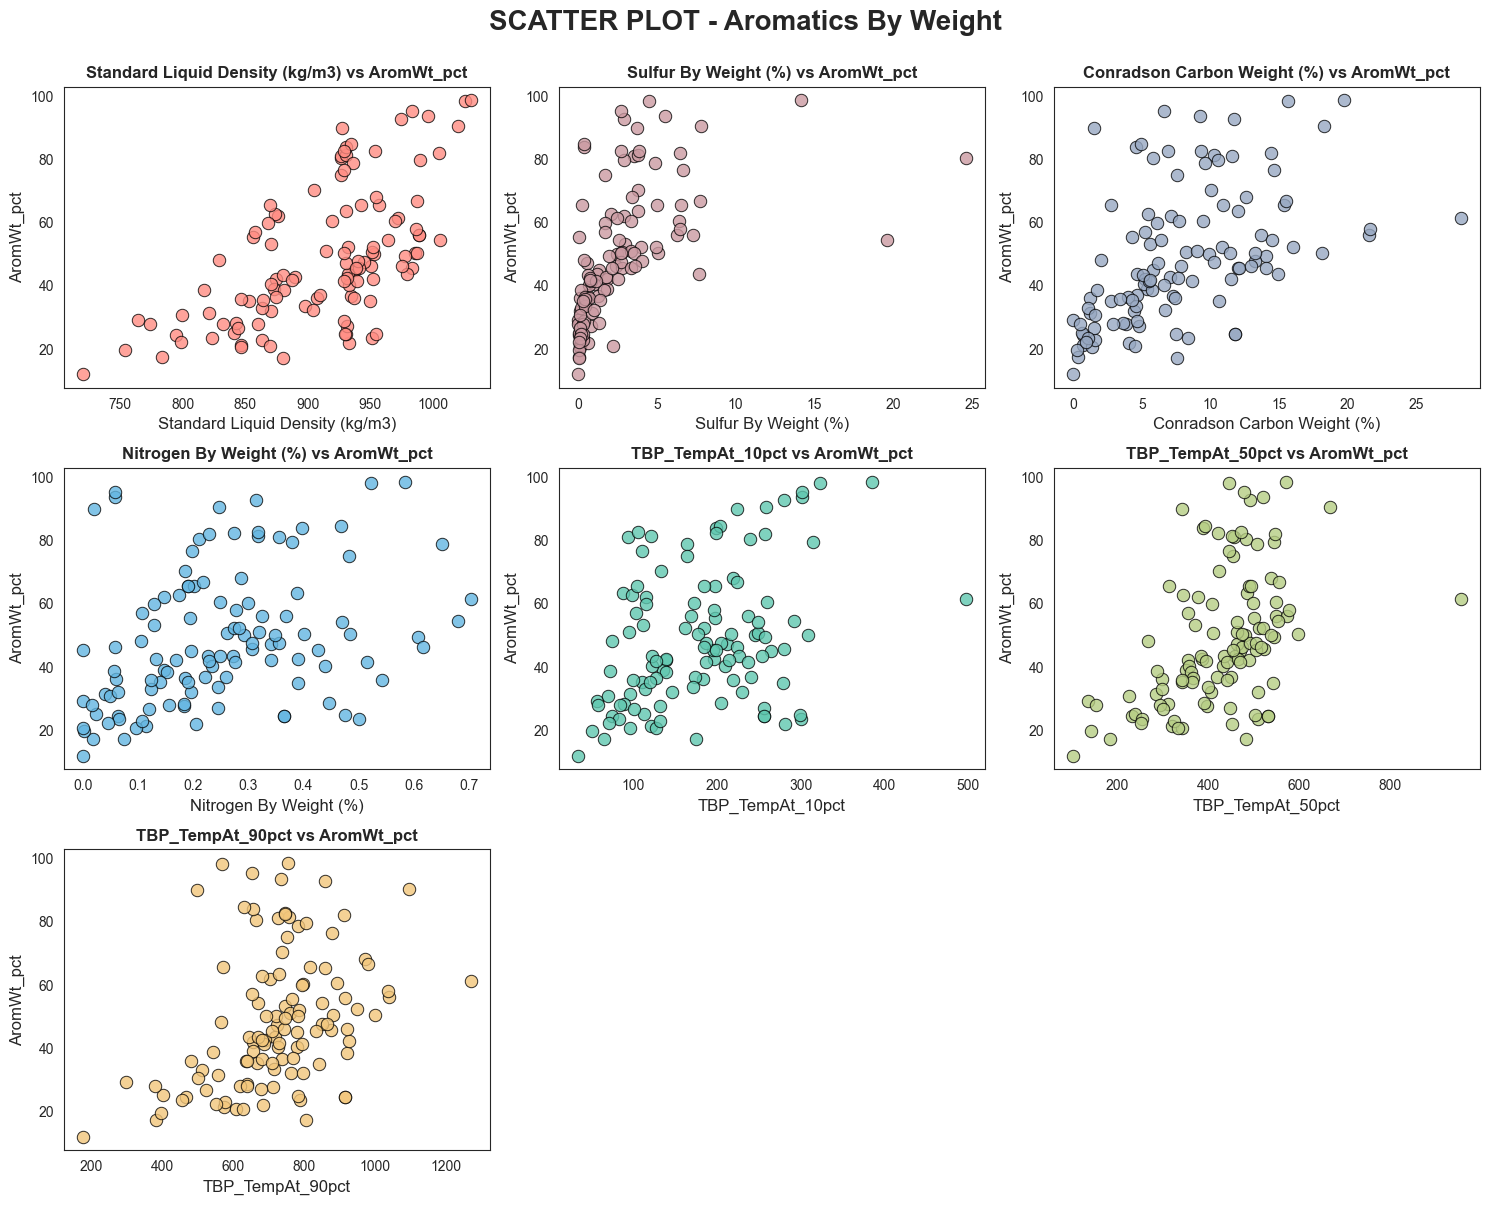 SCATTER PLOT - Aromatics By Weight
Standard Liquid Density (kg/m3) vs AromWt_pct
AromWt_pct
100
80
60
40
20
750 800 850 900 950 1000
Standard Liquid Density (kg/m3)
Sulfur By Weight (%) vs AromWt_pct
AromWt_pct
100
80
60
40
20
0 5 10 15 20 25
Sulfur By Weight (%)
Conradson Carbon Weight (%) vs AromWt_pct
AromWt_pct
100
80
60
40
20
0 5 10 15 20 25
Conradson Carbon Weight (%)
Nitrogen By Weight (%) vs AromWt_pct
AromWt_pct
100
80
60
40
20
0.0 0.1 0.2 0.3 0.4 0.5 0.6 0.7
Nitrogen By Weight (%)
TBP_TempAt_10pct vs AromWt_pct
AromWt_pct
100
80
60
40
20
100 200 300 400 500
TBP_TempAt_10pct
TBP_TempAt_50pct vs AromWt_pct
AromWt_pct
100
80
60
40
20
200 400 600 800
TBP_TempAt_50pct
TBP_TempAt_90pct vs AromWt_pct
AromWt_pct
100
80
60
40
20
200 400 600 800 1000 1200
TBP_TempAt_90pct